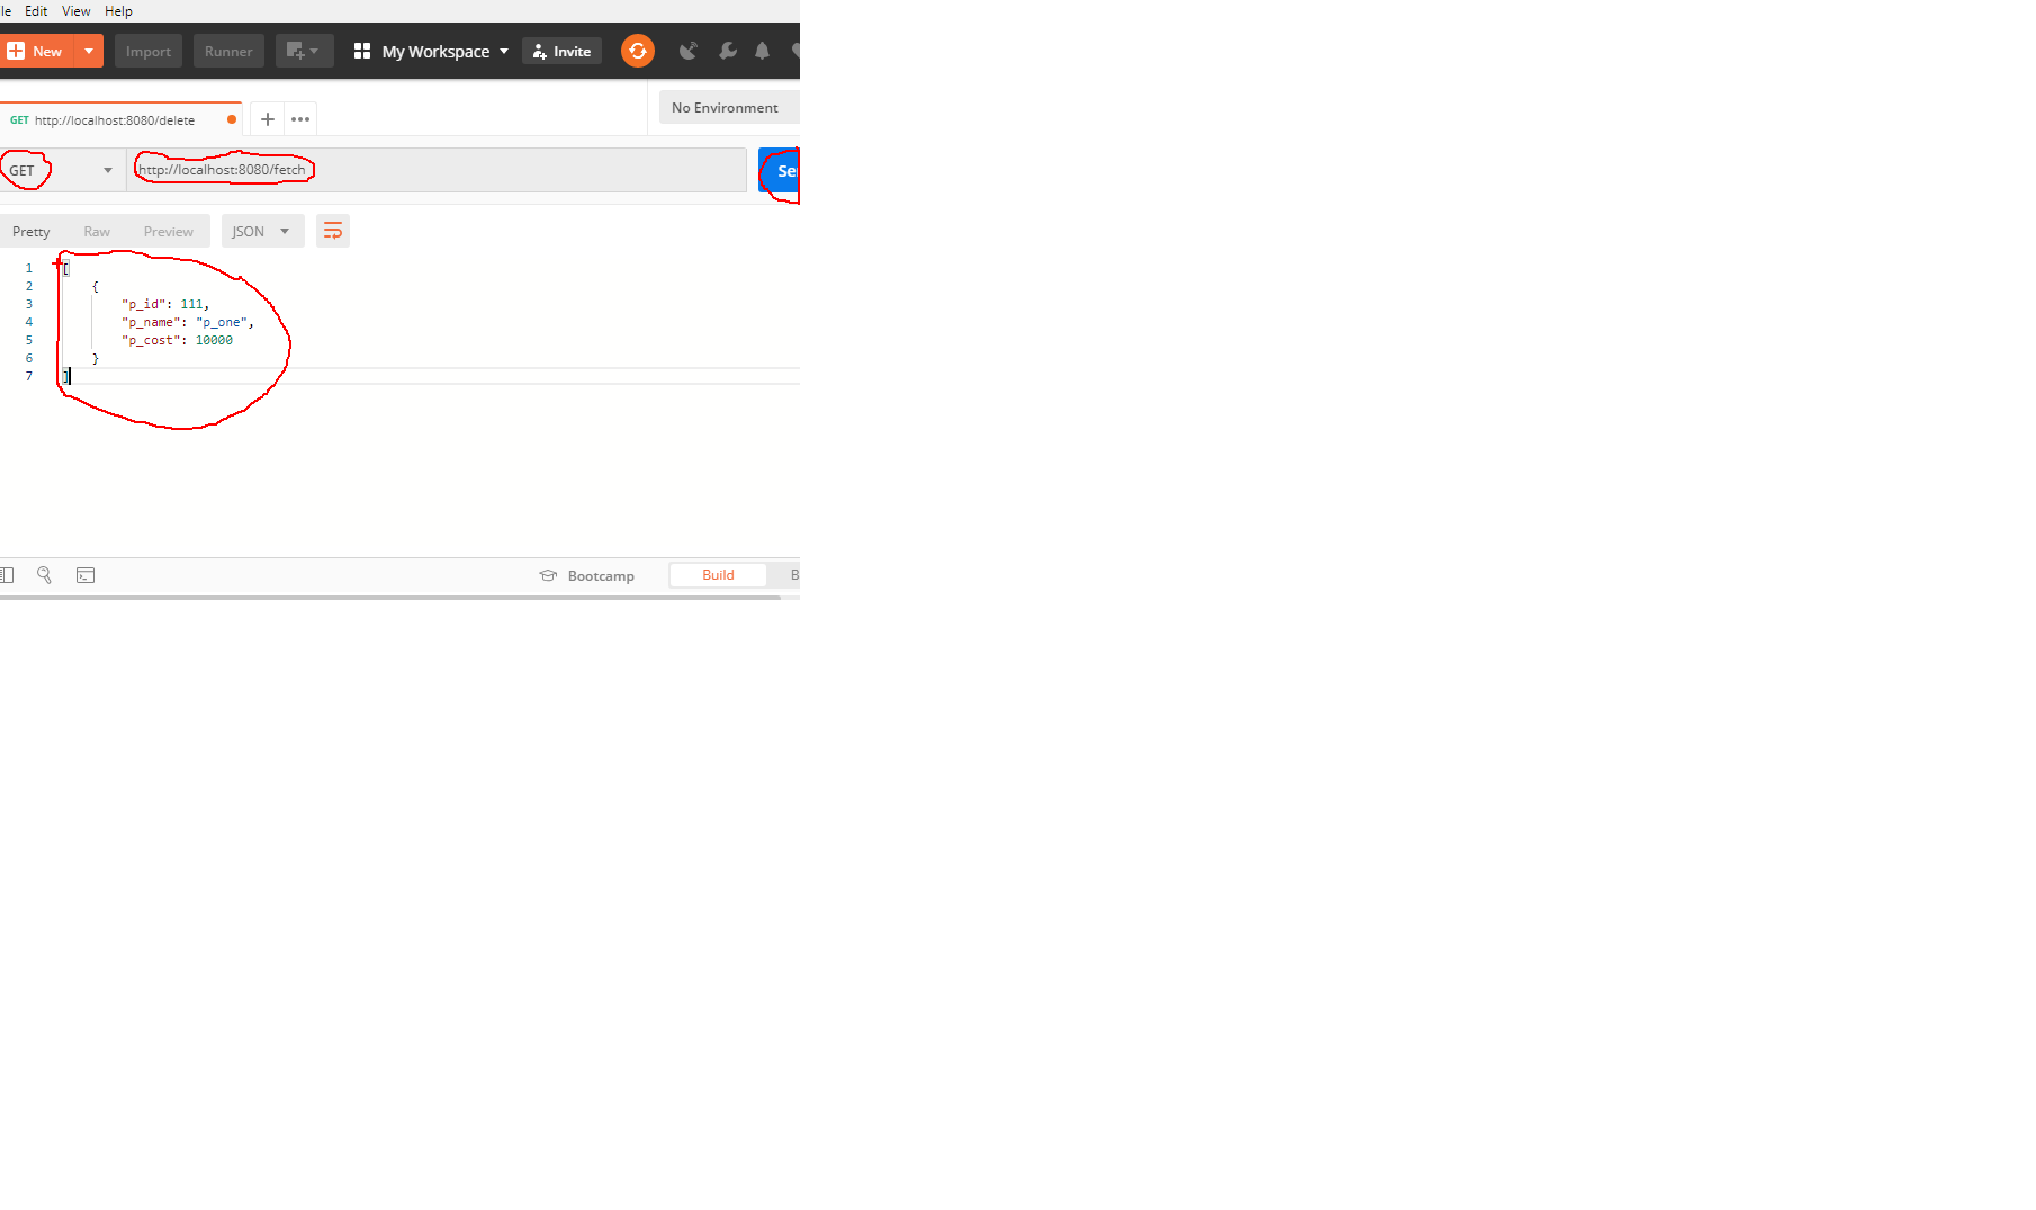 le Edit View Help
New Import Runner My Workspace Invite
No Environment
GET http://localhost:8080/delete
GET http://localhost:8080/fetch Se
Pretty Raw Preview JSON
1 [
2 {
3 "p_id": 111,
4 "p_name": "p_one",
5 "p_cost": 10000
6 }
7 ]
Bootcamp Build B